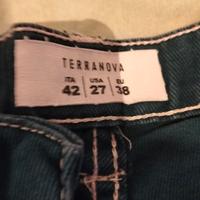 TERRANOVA
ITA USA EU
42 27 38